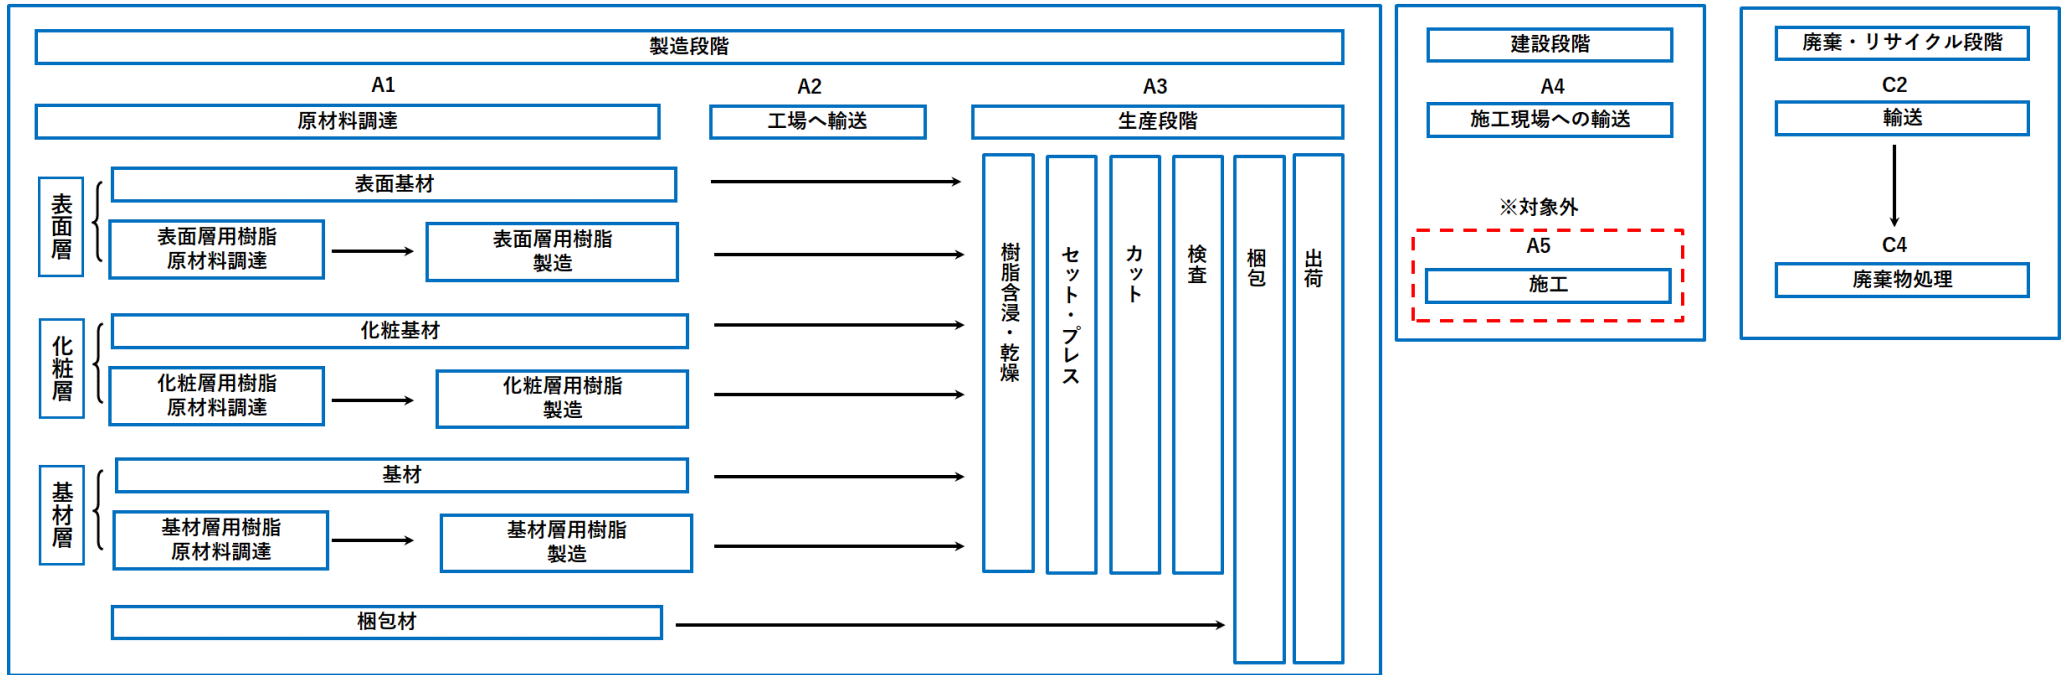 製造段階
A1
A2
A3
原材料調達
工場へ輸送
生産段階
表面層
表面基材
表面層用樹脂
原材料調達
表面層用樹脂
製造
化粧層
化粧基材
化粧層用樹脂
原材料調達
化粧層用樹脂
製造
基材層
基材
基材層用樹脂
原材料調達
基材層用樹脂
製造
梱包材
樹脂含浸・乾燥
セット・プレス
カット
検査
梱包
出荷
建設段階
A4
施工現場への輸送
※対象外
A5
施工
廃棄・リサイクル段階
C2
輸送
C4
廃棄物処理